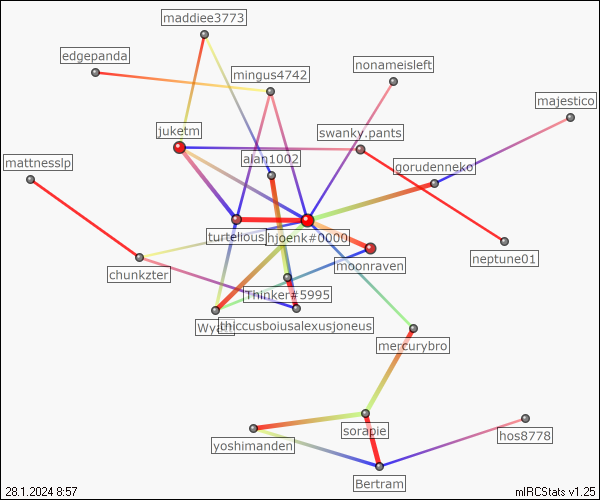 maddiee3773
edgepanda
mingus4742
nonameisleft
majestico
juketm
swanky.pants
alan1002
mattnesslp
gorudenneko
turtelious
hjoenk#0000
moonraven
neptune01
chunkzter
Thinker#5995
thiccusboiusalexusjoneus
mercurybro
sorapie
yoshimanden
hos8778
Bertram
28.1.2024 8:57
mIRCStats v1.25